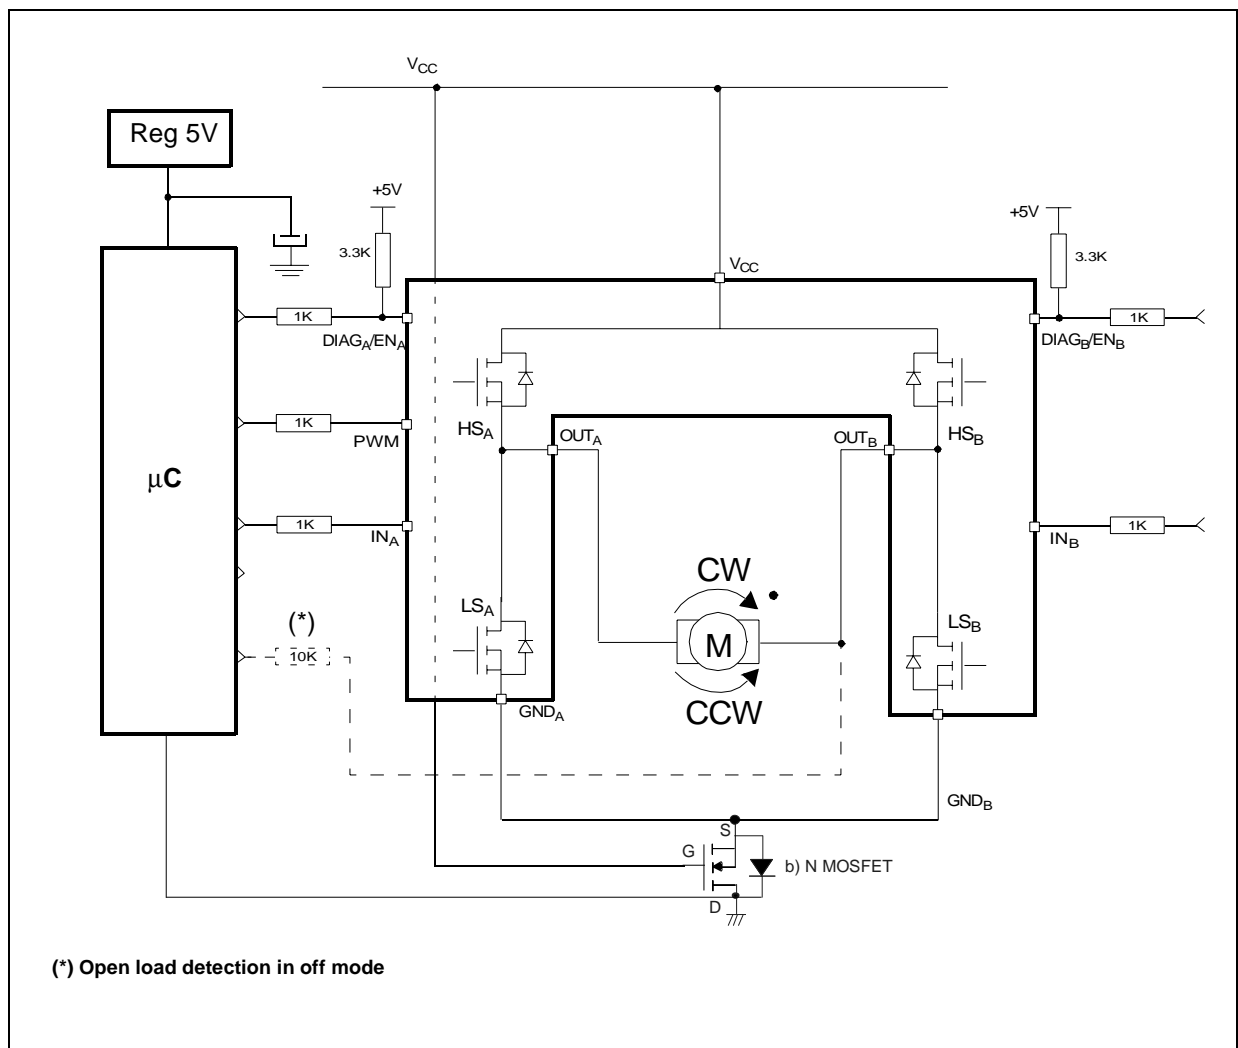 VCC
Reg 5V
+5V
+5V
3.3K
3.3K
VCC
1K
1K
DIAGA/ENA
DIAGB/ENB
1K
HSA
OUTA
OUTB
HSB
PWM
μC
1K
1K
INA
INB
CW
LSA
LSB
(*)
M
10K
CCW
GNDA
GNDB
S
G
b) N MOSFET
D
(*) Open load detection in off mode